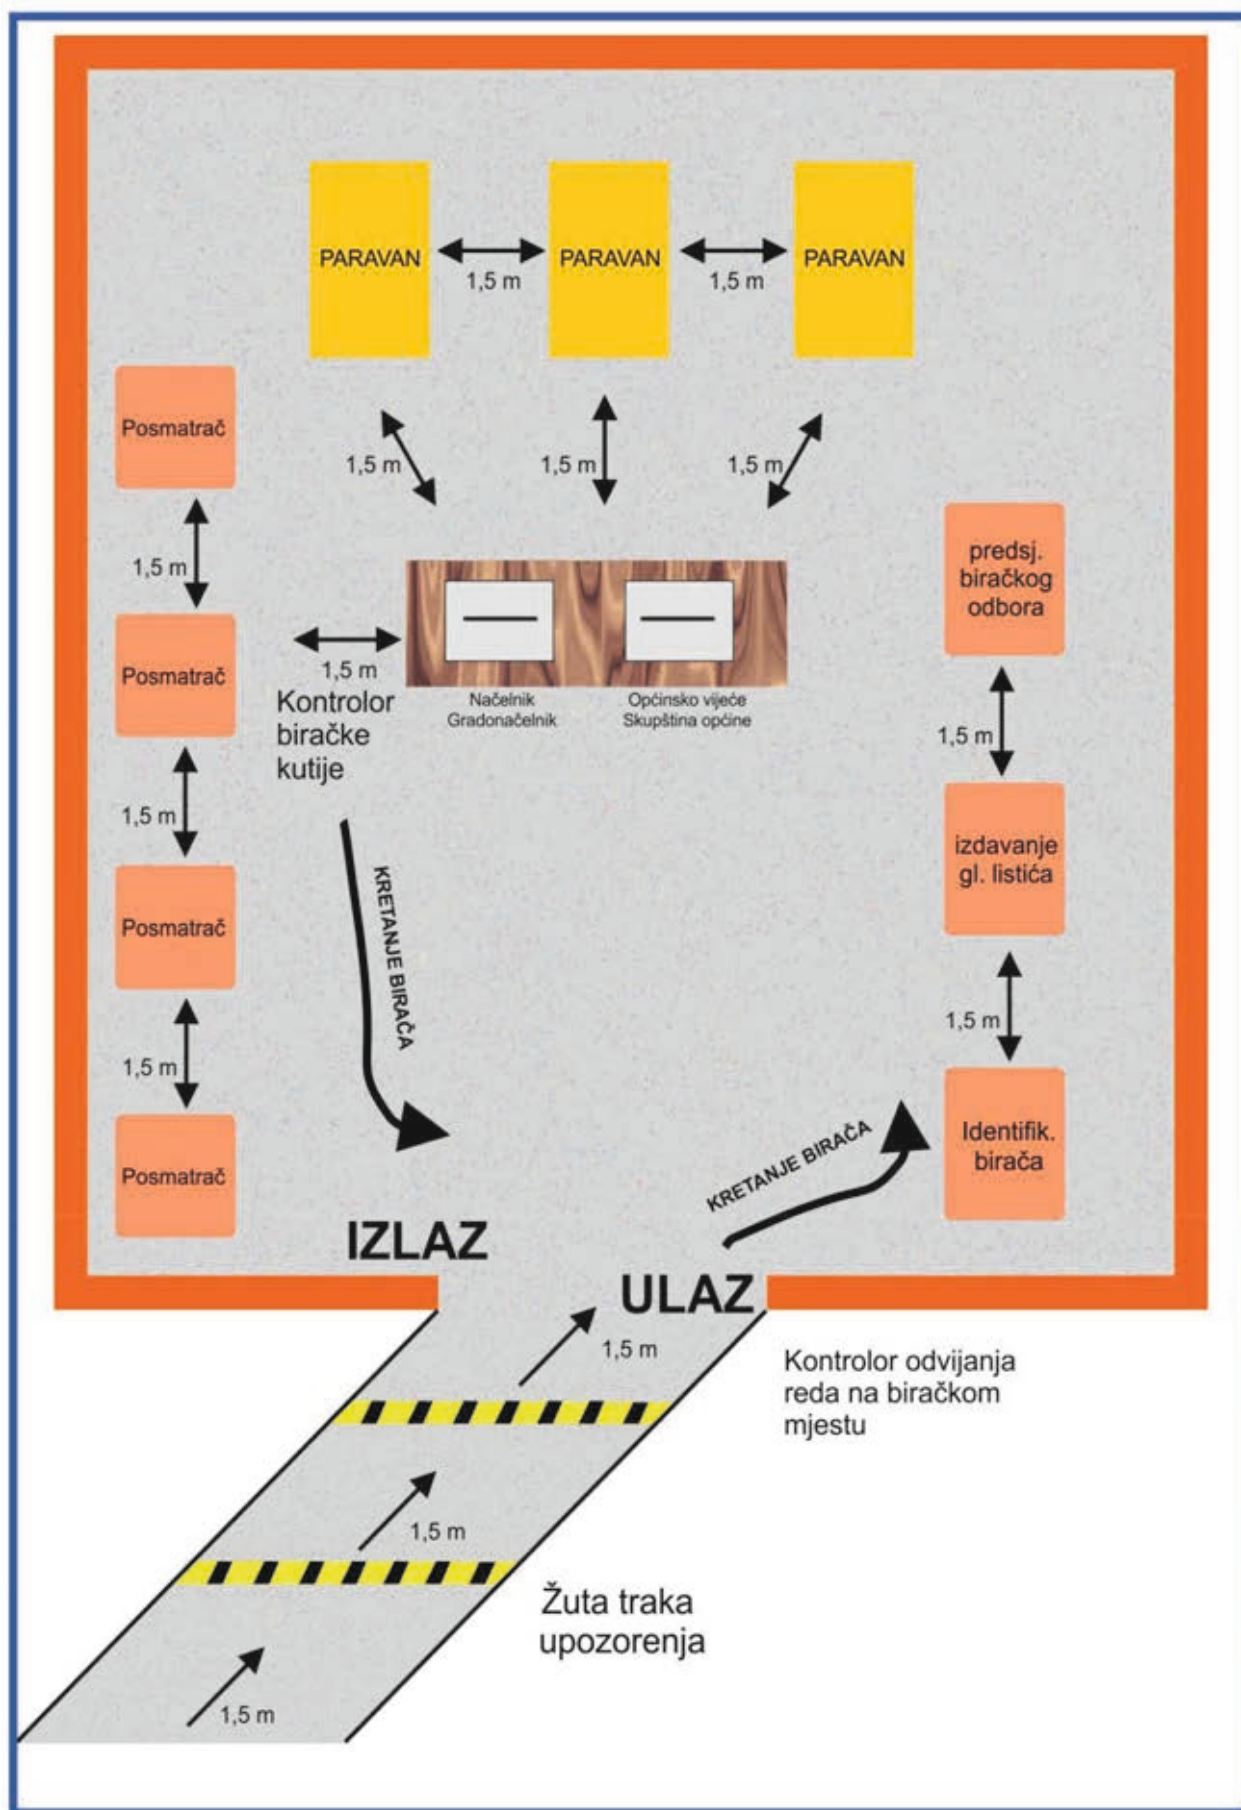 PARAVAN
PARAVAN
PARAVAN
1,5 m
1,5 m
Posmatrač
1,5 m
1,5 m
1,5 m
1,5 m
Posmatrač
1,5 m
Posmatrač
1,5 m
Posmatrač
1,5 m
Kontrolor
biračke
kutije
Načelnik
Gradonačelnik
Općinsko vijeće
Skupština općine
predsj.
biračkog
odbora
1,5 m
izdavanje
gl. listića
1,5 m
Identifik.
birača
KRETANJE BIRAČA
KRETANJE BIRAČA
IZLAZ
ULAZ
1,5 m
Kontrolor odvijanja
reda na biračkom
mjestu
1,5 m
Žuta traka
upozorenja
1,5 m